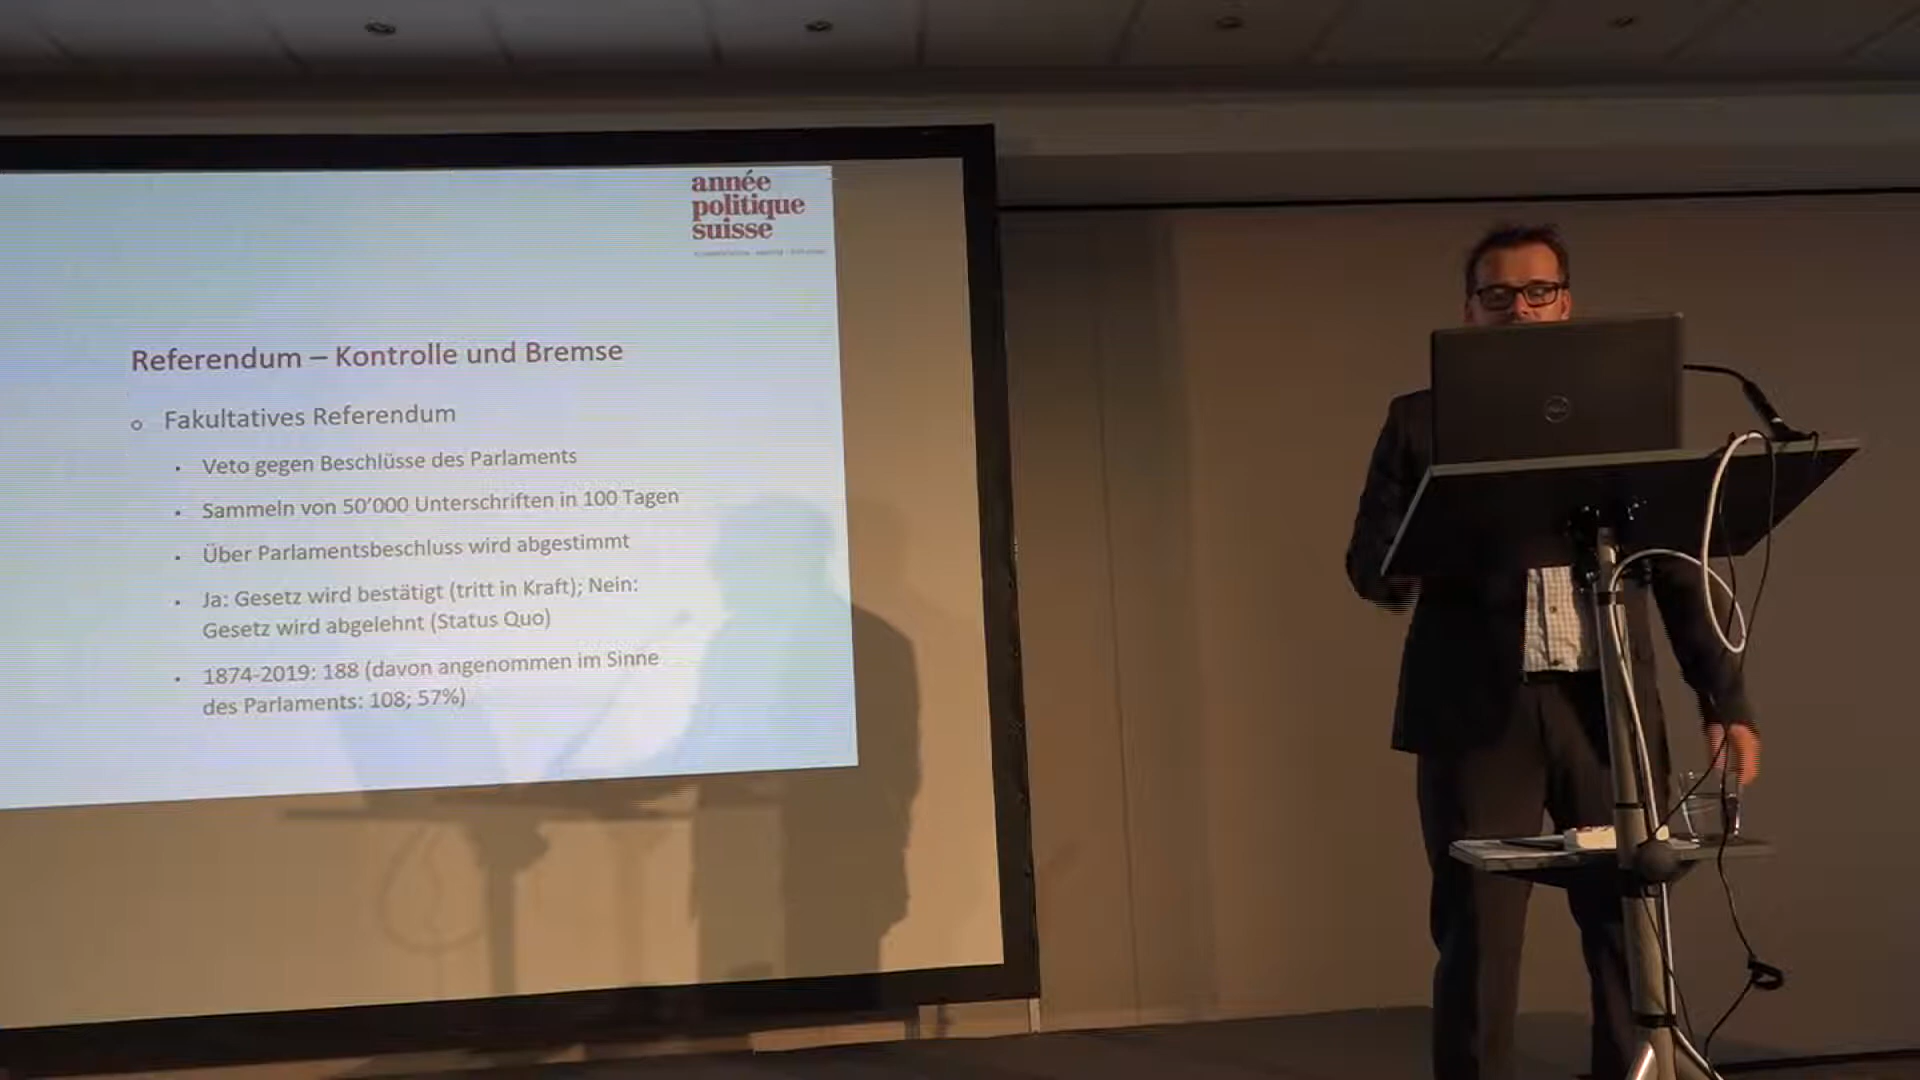 année
politique
suisse
Referendum – Kontrolle und Bremse
Fakultatives Referendum
Veto gegen Beschlüsse des Parlaments
Sammeln von 50’000 Unterschriften in 100 Tagen
Über Parlamentsbeschluss wird abgestimmt
Ja: Gesetz wird bestätigt (tritt in Kraft); Nein:
Gesetz wird abgelehnt (Status Quo)
1874-2019: 188 (davon angenommen im Sinne
des Parlaments: 108; 57%)
DELL